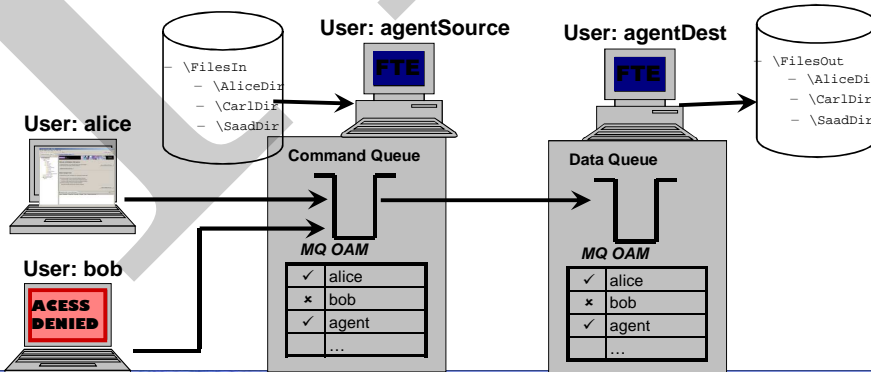 User: agentSource
User: agentDest
– \FilesIn
– \AliceDir
– \CarlDir
– \SaadDir
FTE
FTE
– \FilesOut
– \AliceDir
– \CarlDir
– \SaadDir
User: alice
Command Queue
Data Queue
MQ OAM
✓ alice
× bob
✓ agent
…
MQ OAM
✓ alice
× bob
✓ agent
…
User: bob
ACESS
DENIED